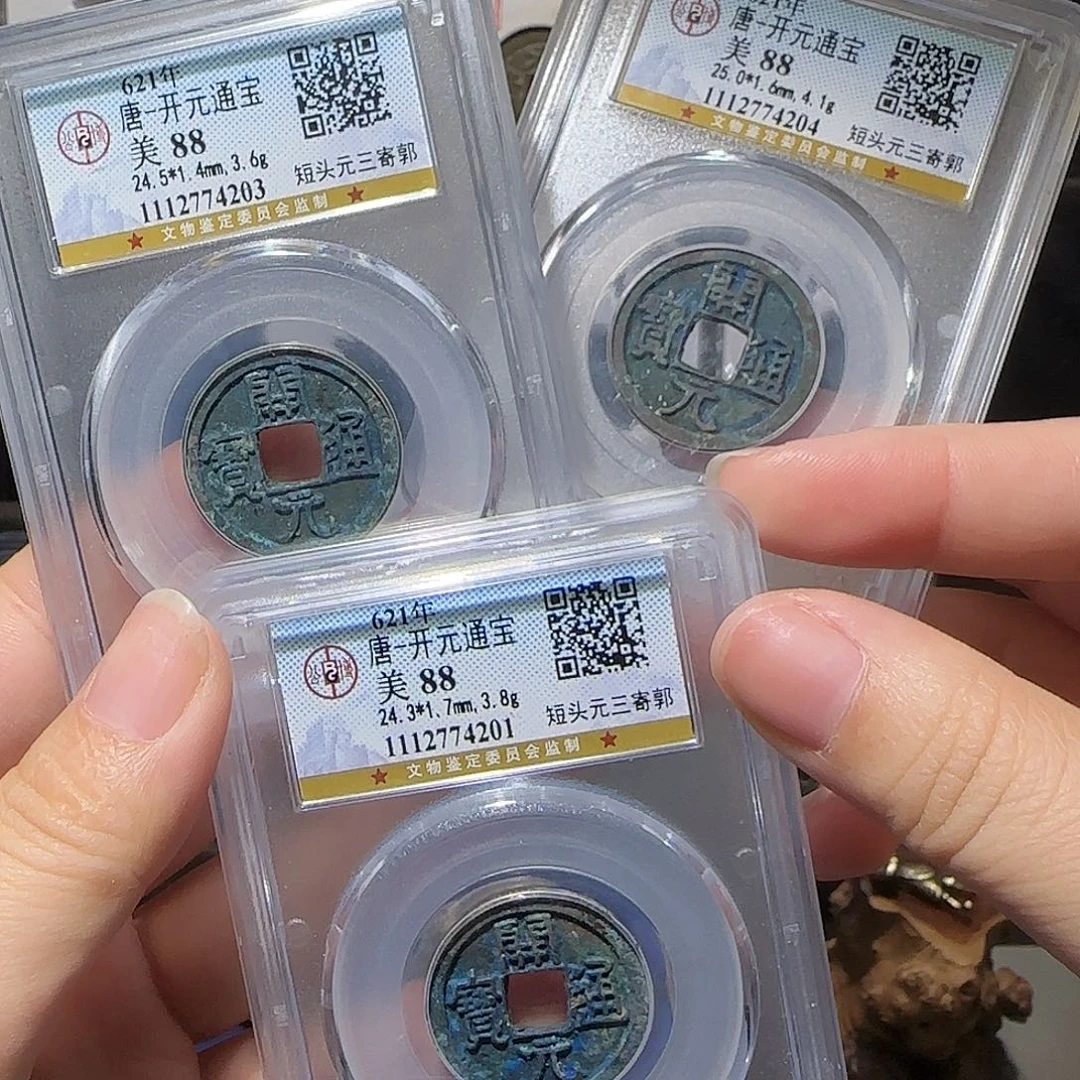 621年
唐-开元通宝
美 88
24.5*1.4mm, 3.6g
短头元三寄郭
1112774203
文物鉴定委员会监制
開通元寶
621年
唐-开元通宝
美 88
25.0*1.6mm, 4.1g
1112774204
短头元三寄郭
文物鉴定委员会监制
開通元寶
621年
唐-开元通宝
美 88
24.3*1.7mm, 3.8g
短头元三寄郭
1112774201
文物鉴定委员会监制
開通元寶